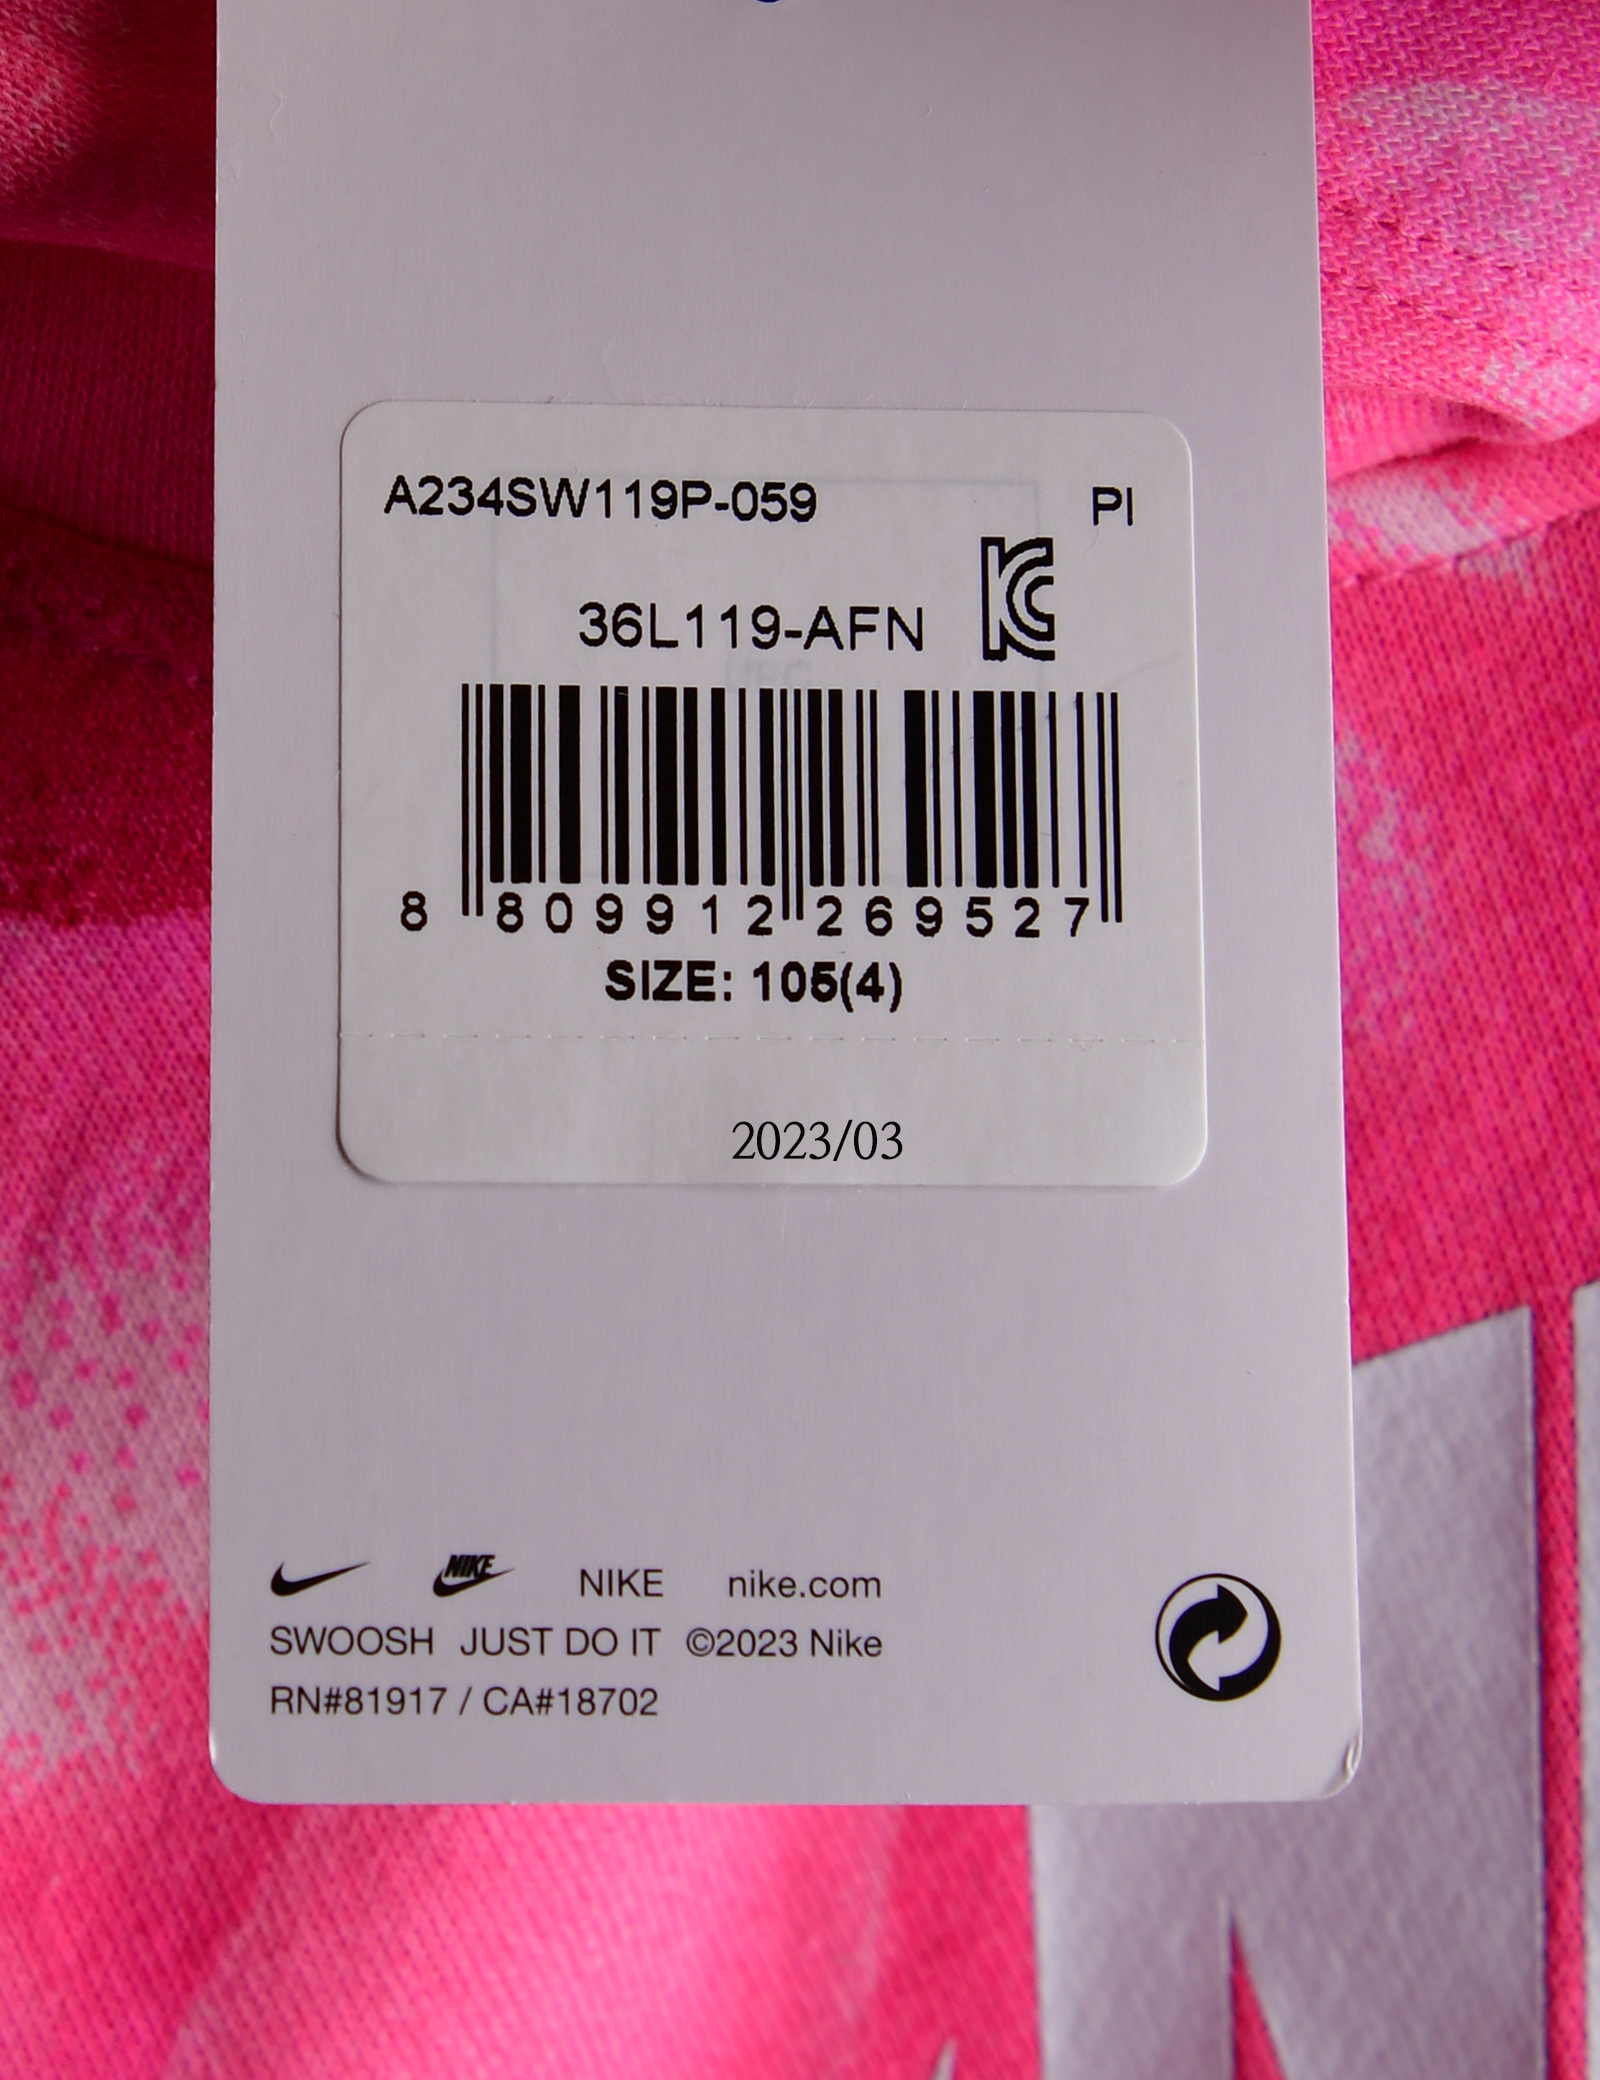 A234SW119P-059 PI
36L119-AFN
8 809912 269527
SIZE: 105(4)
2023/03
NIKE NIKE nike.com
SWOOSH JUST DO IT ©2023 Nike
RN#81917 / CA#18702